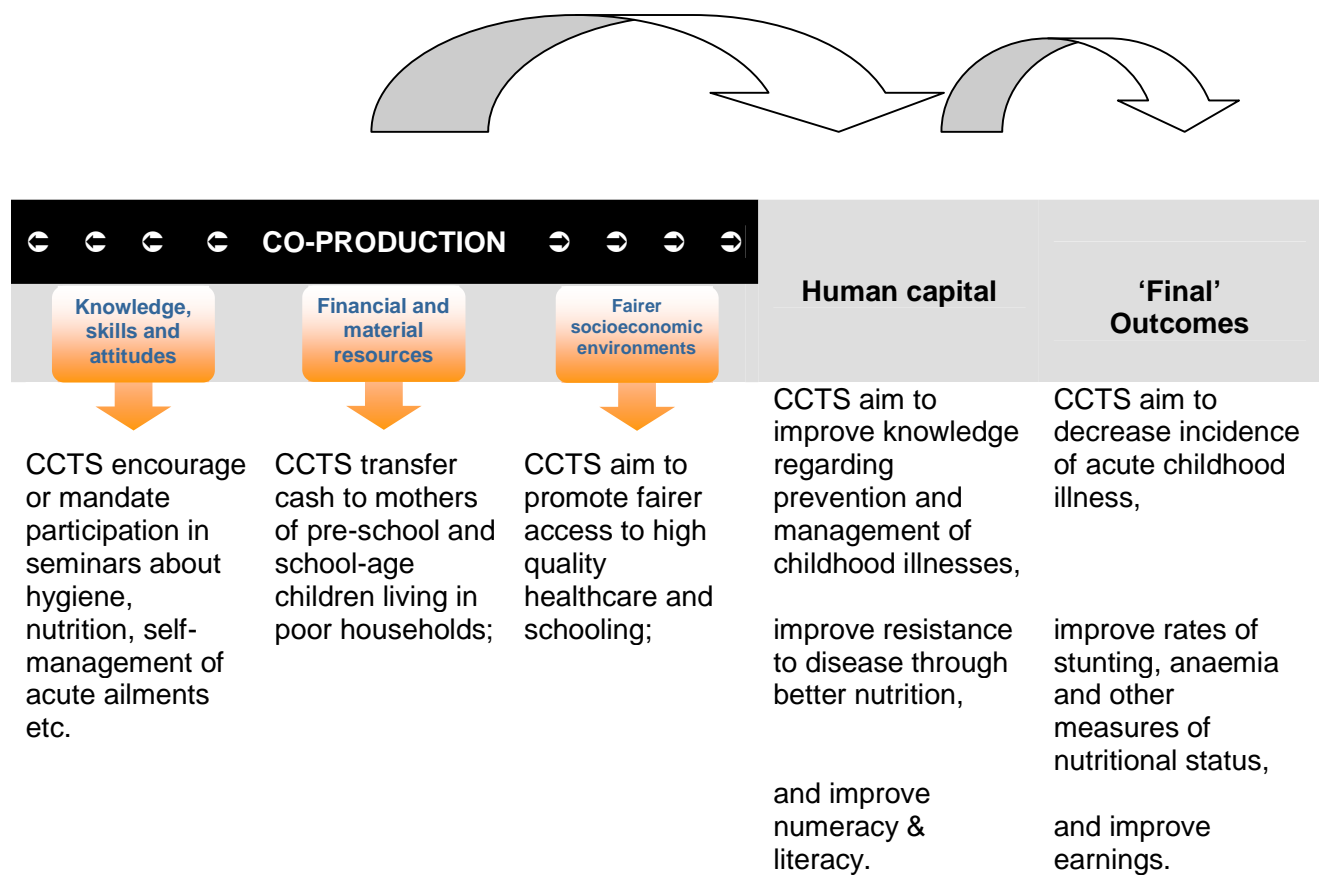 CO-PRODUCTION
Knowledge,
skills and
attitudes
Financial and
material
resources
Fairer
socioeconomic
environments
Human capital
‘Final’
Outcomes
CCTS encourage
or mandate
participation in
seminars about
hygiene,
nutrition, self-
management of
acute ailments
etc.
CCTS transfer
cash to mothers
of pre-school and
school-age
children living in
poor households;
CCTS aim to
promote fairer
access to high
quality
healthcare and
schooling;
CCTS aim to
improve knowledge
regarding
prevention and
management of
childhood illnesses,
improve resistance
to disease through
better nutrition,
and improve
numeracy &
literacy.
CCTS aim to
decrease incidence
of acute childhood
illness,
improve rates of
stunting, anaemia
and other
measures of
nutritional status,
and improve
earnings.